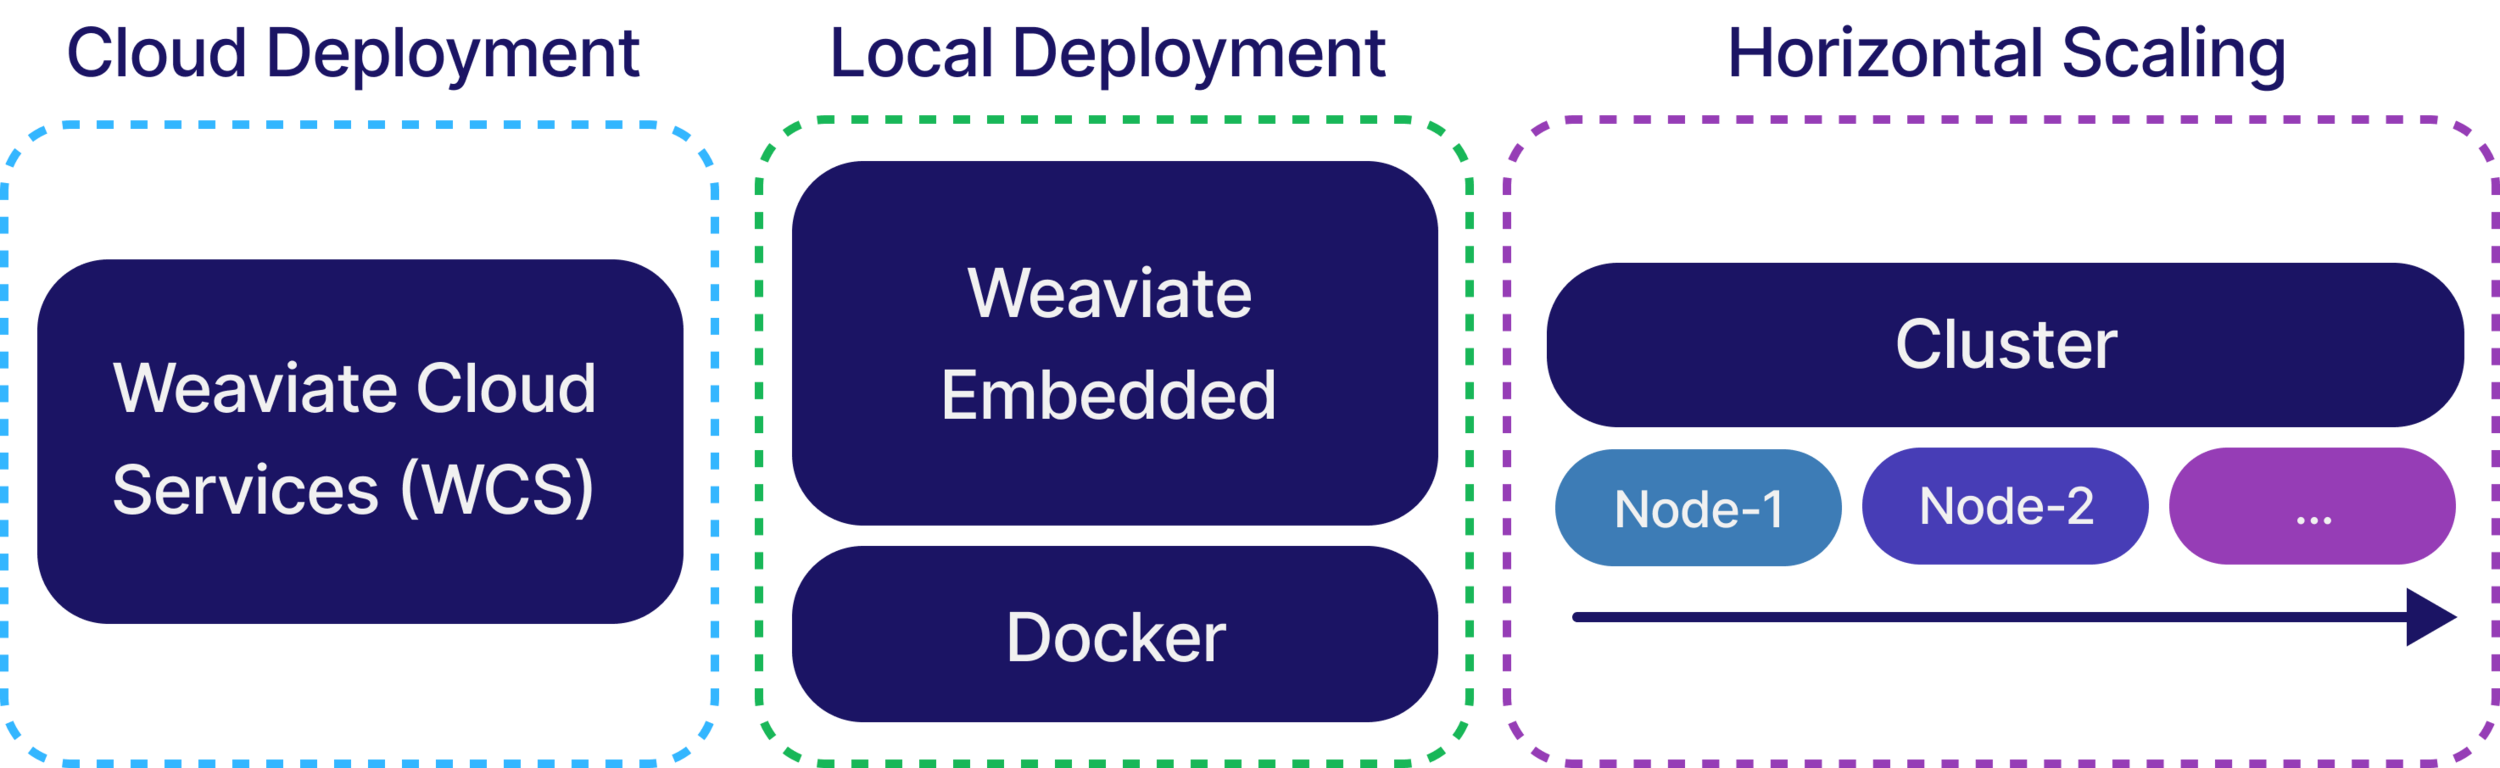 Cloud Deployment
Weaviate Cloud
Services (WCS)
Local Deployment
Weaviate
Embedded
Docker
Horizontal Scaling
Cluster
Node-1
Node-2
...